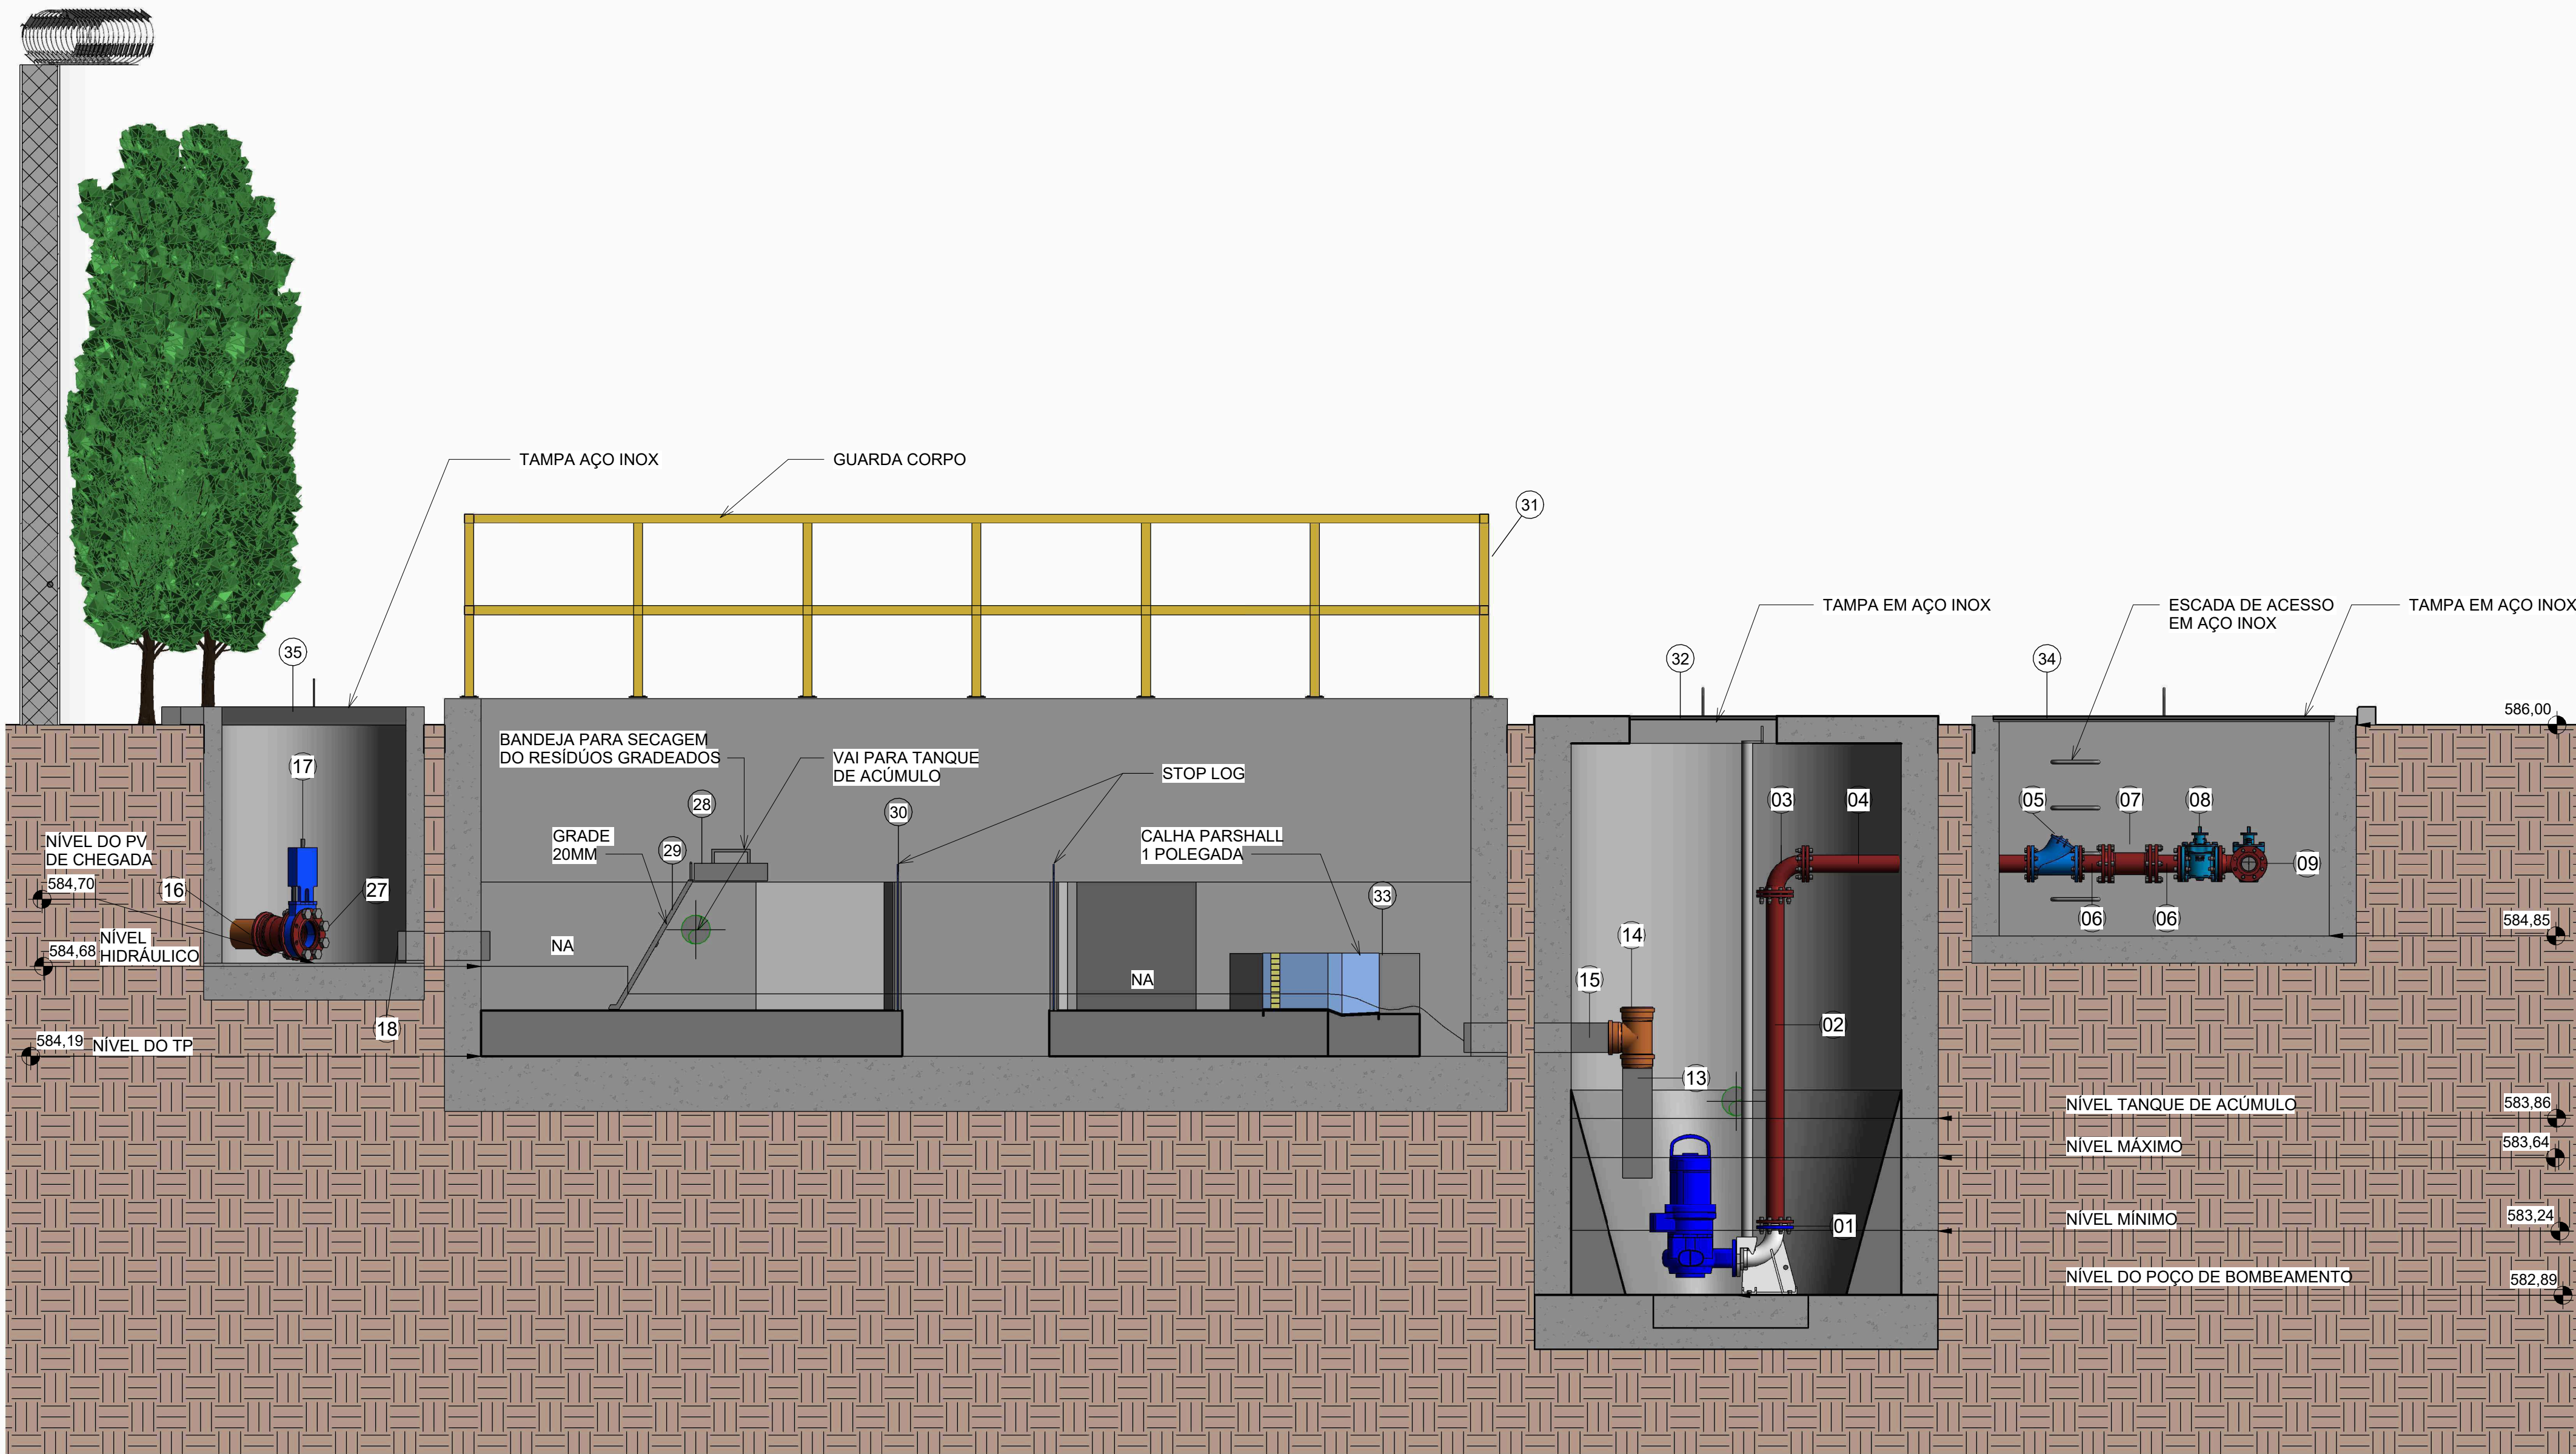 TAMPA AÇO INOX
GUARDA CORPO
31
TAMPA EM AÇO INOX
ESCADA DE ACESSO
EM AÇO INOX
TAMPA EM AÇO INOX
35
32
34
586,00
BANDEJA PARA SECAGEM
DO RESÍDÚOS GRADEADOS
VAI PARA TANQUE
DE ACÚMULO
STOP LOG
17
28
30
03
04
05
07
08
NÍVEL DO PV
DE CHEGADA
GRADE
20MM
29
CALHA PARSHALL
1 POLEGADA
09
584,70
16
27
33
06
06
584,85
584,68
NÍVEL
HIDRÁULICO
NA
NA
14
15
18
02
584,19
NÍVEL DO TP
13
NÍVEL TANQUE DE ACÚMULO
583,86
NÍVEL MÁXIMO
583,64
01
NÍVEL MÍNIMO
583,24
NÍVEL DO POÇO DE BOMBEAMENTO
582,89